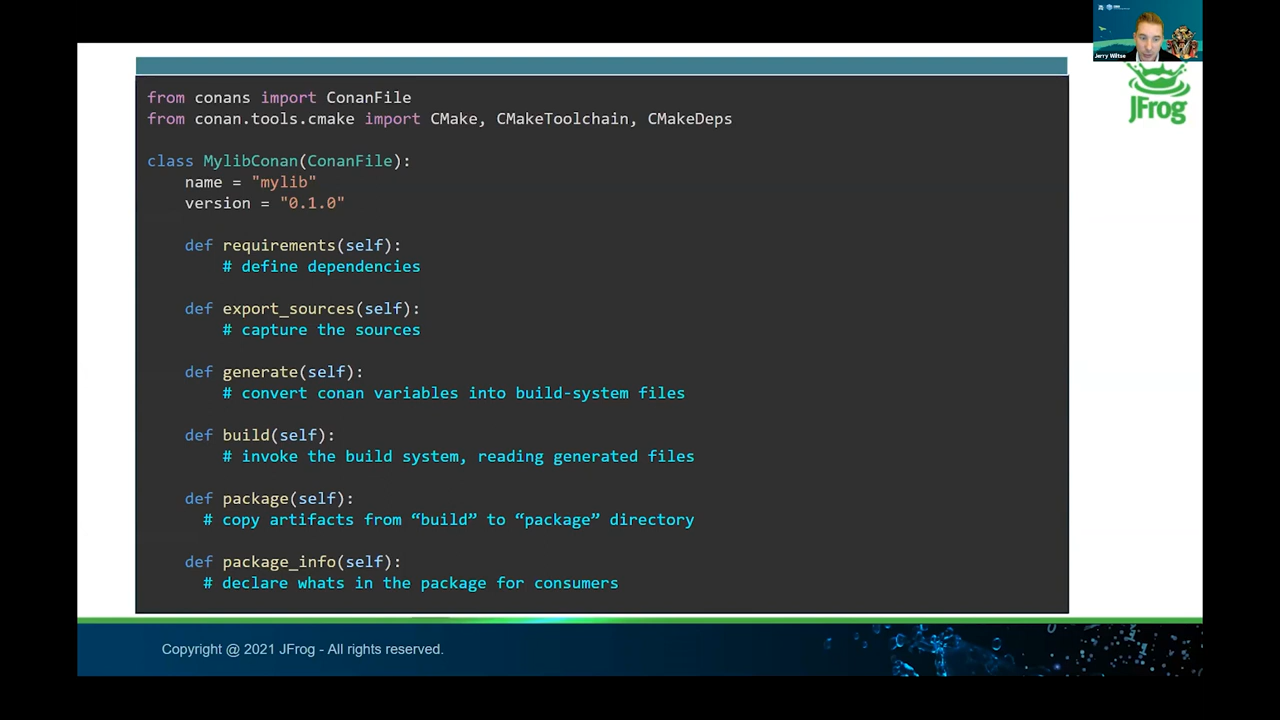 from conans import ConanFile
from conan.tools.cmake import CMake, CMakeToolchain, CMakeDeps
class MylibConan(ConanFile):
name = "mylib"
version = "0.1.0"
def requirements(self):
# define dependencies
def export_sources(self):
# capture the sources
def generate(self):
# convert conan variables into build-system files
def build(self):
# invoke the build system, reading generated files
def package(self):
# copy artifacts from “build” to “package” directory
def package_info(self):
# declare whats in the package for consumers
Jerry Wiltse
JFrog
Copyright @ 2021 JFrog - All rights reserved.